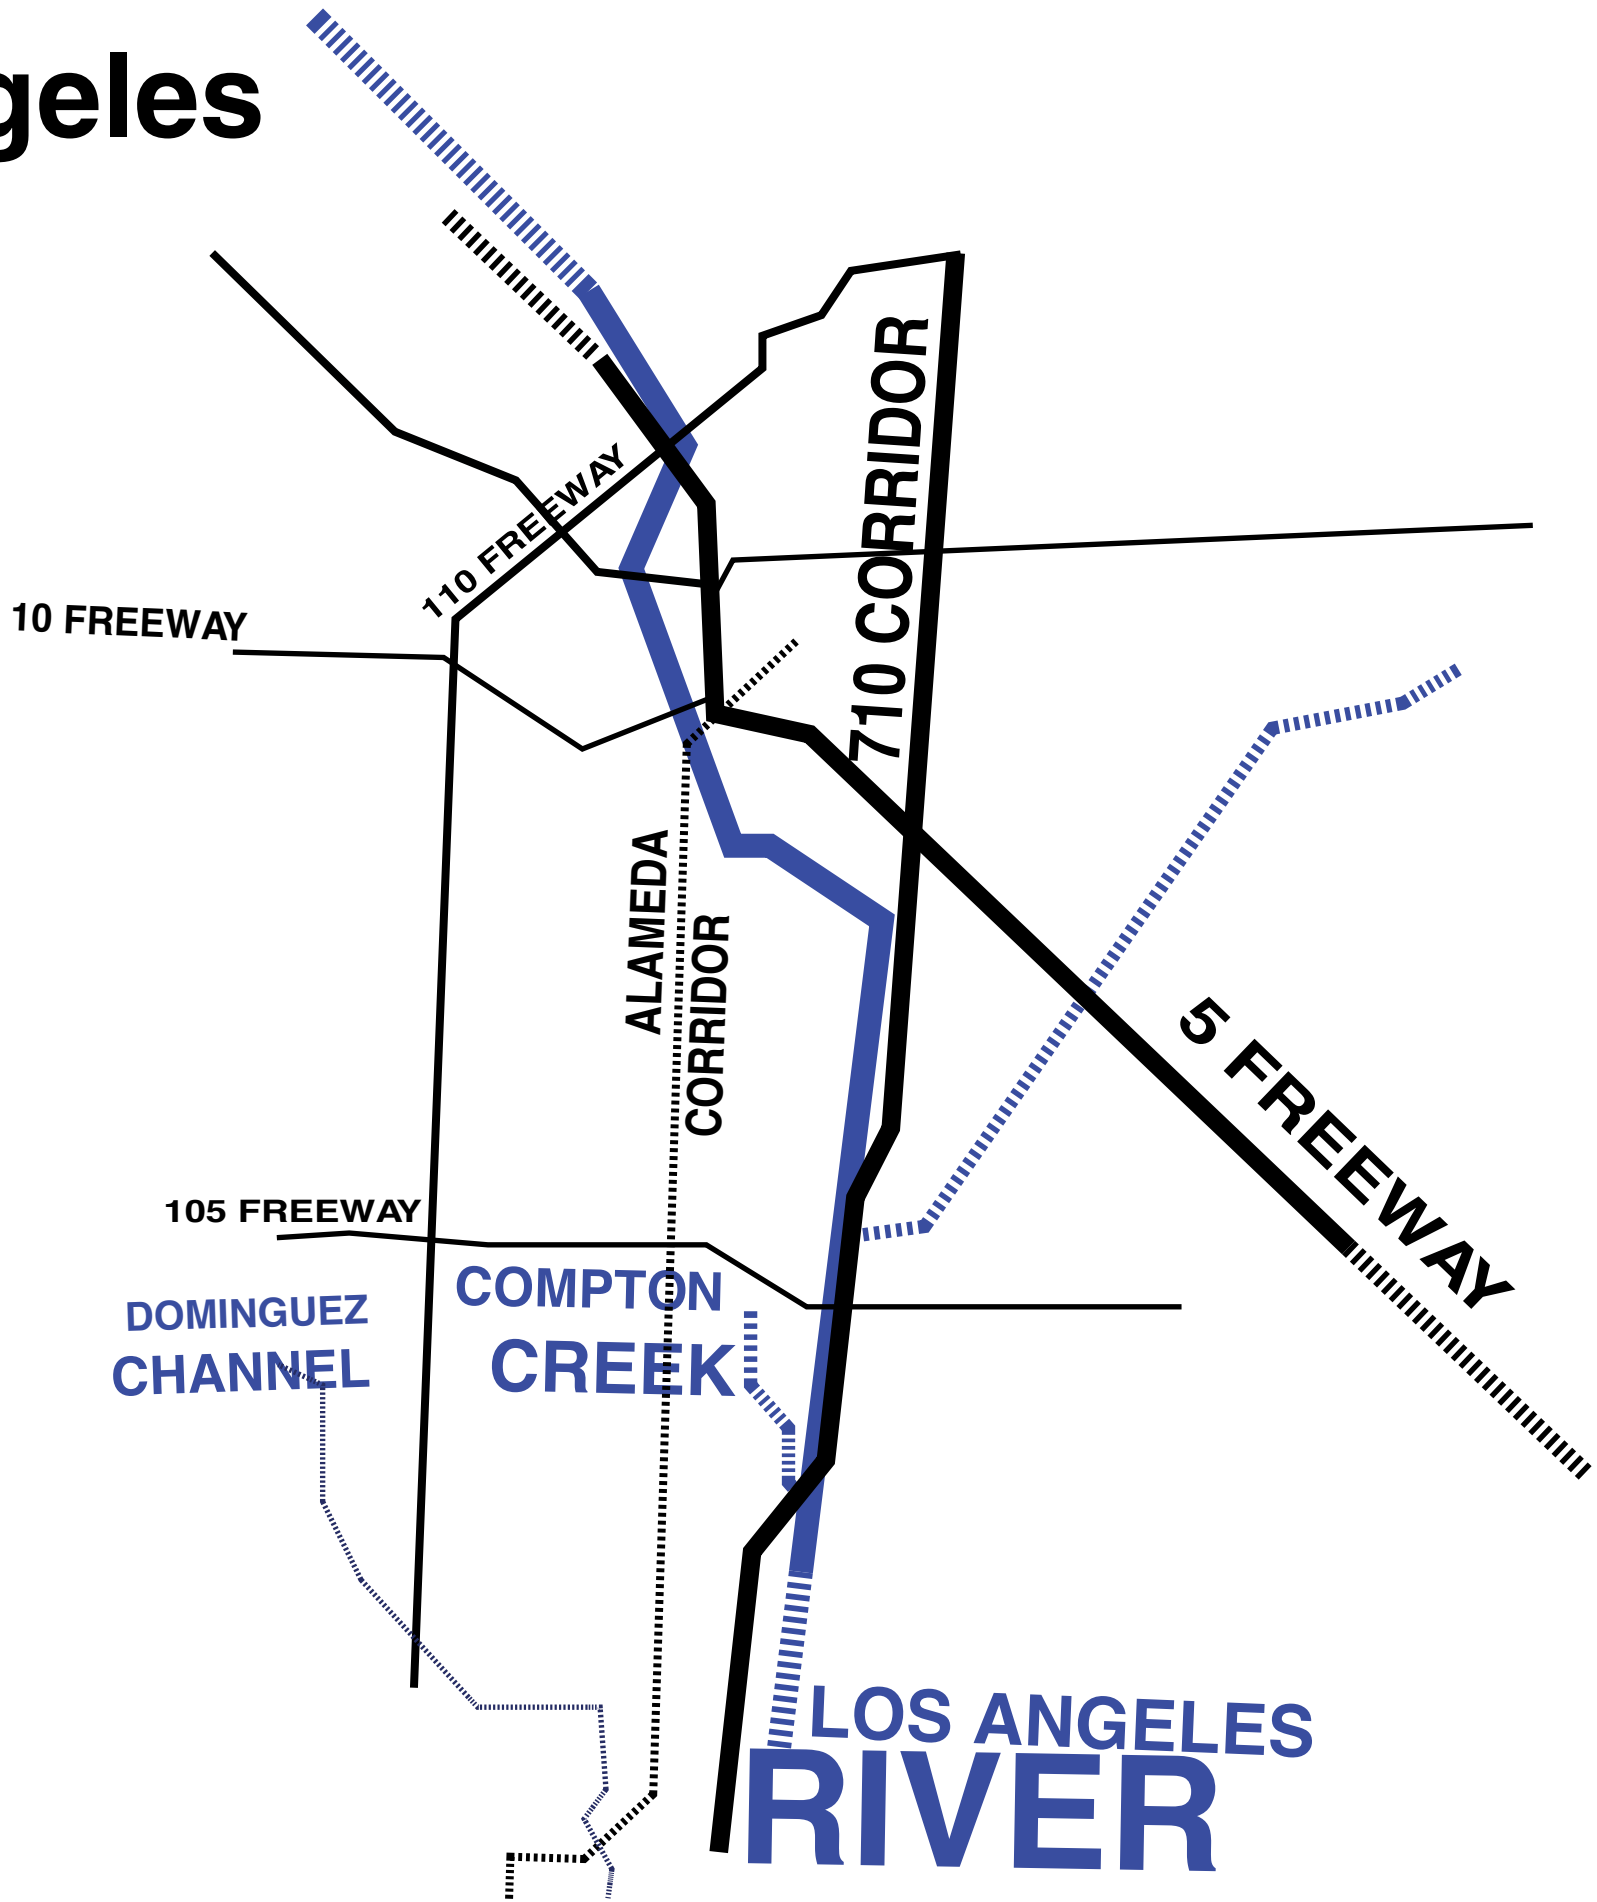 geles
710 CORRIDOR
110 FREEWAY
10 FREEWAY
ALAMEDA
CORRIDOR
5 FREEWAY
105 FREEWAY
COMPTON
CREEK
DOMINGUEZ
CHANNEL
LOS ANGELES
RIVER